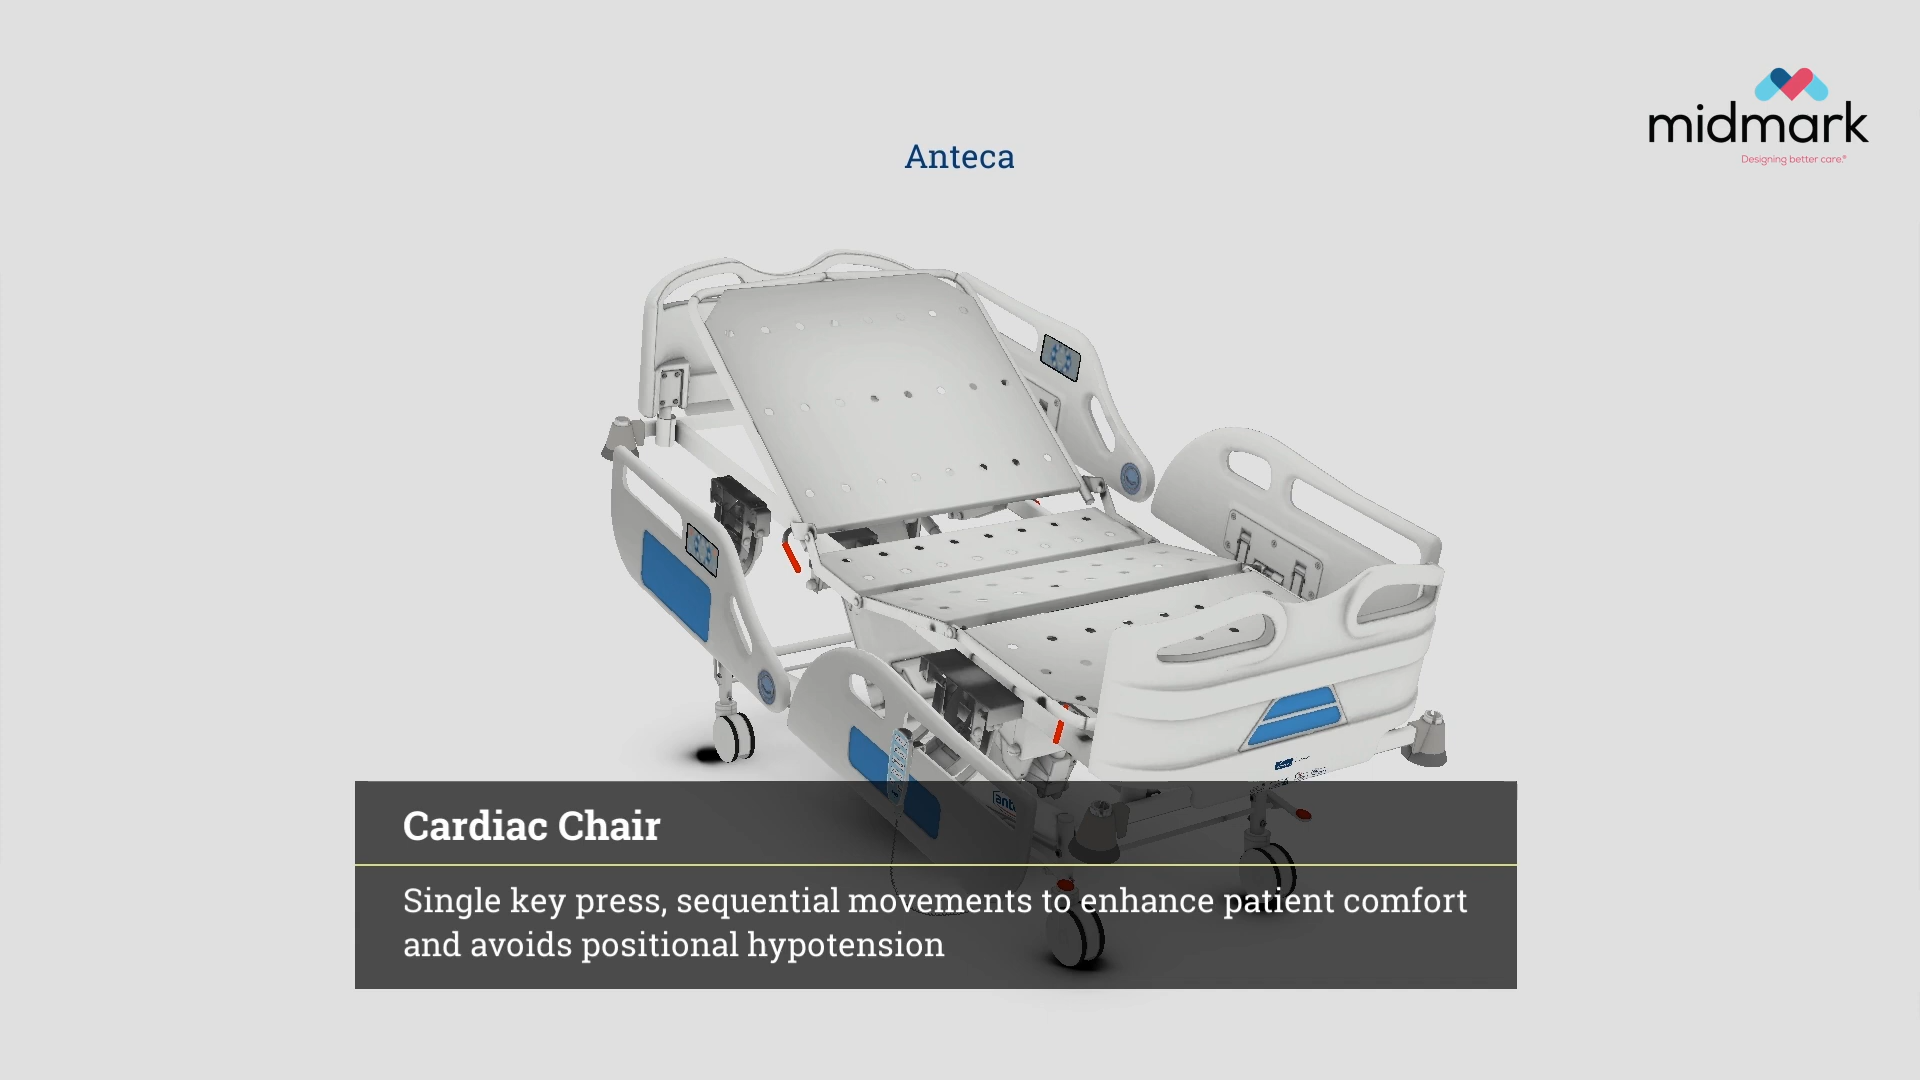 midmark
Designing better care.®
Anteca
Cardiac Chair
Single key press, sequential movements to enhance patient comfort
and avoids positional hypotension